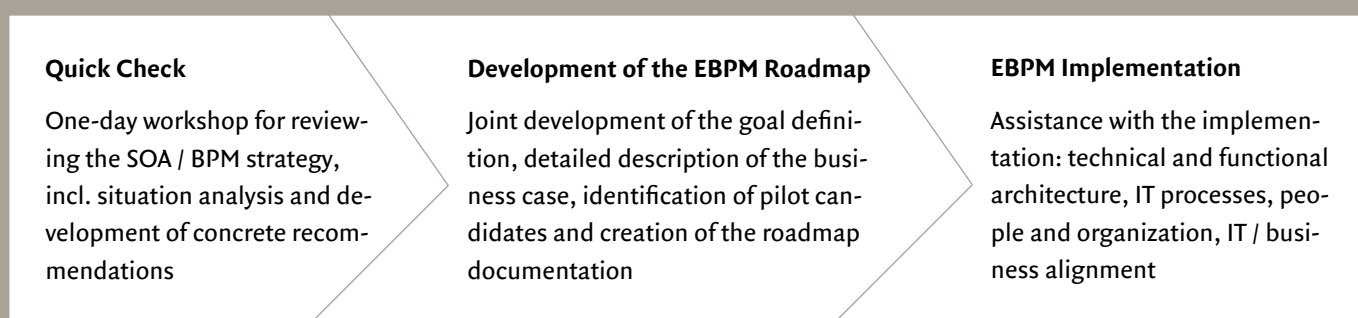 Quick Check
One-day workshop for review-
ing the SOA / BPM strategy,
incl. situation analysis and de-
velopment of concrete recom-
mendations
Development of the EBPM Roadmap
Joint development of the goal defini-
tion, detailed description of the busi-
ness case, identification of pilot can-
didates and creation of the roadmap
documentation
EBPM Implementation
Assistance with the implemen-
tation: technical and functional
architecture, IT processes, peo-
ple and organization, IT / busi-
ness alignment